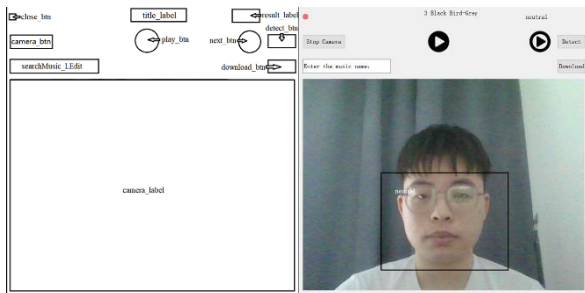 close_btn
title_label
result_label
camera_btn
play_btn
next_btn
detect_btn
searchMusic_LEdit
download_btn
camera_label
3 Black Bird-Grey
neutral
Stop Camera
Detect
Enter the music name.
Download
neutral